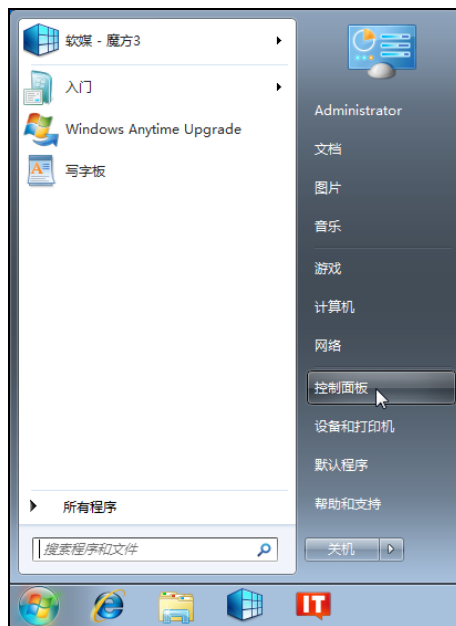 软媒 - 魔方3
入门
Windows Anytime Upgrade
写字板
所有程序
搜索程序和文件
Administrator
文档
图片
音乐
游戏
计算机
网络
控制面板
设备和打印机
默认程序
帮助和支持
关机
IT